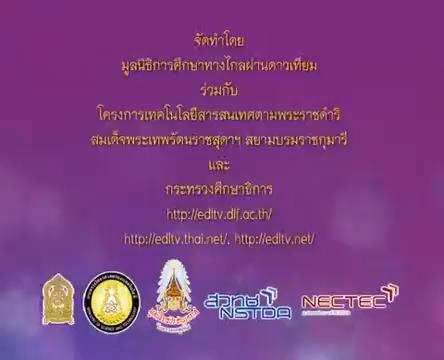 จัดทำโดย
มูลนิธิการศึกษาทางไกลผ่านดาวเทียม
ร่วมกับ
โครงการเทคโนโลยีสารสนเทศตามพระราชดำริ
สมเด็จพระเทพรัตนราชสุดาฯ สยามบรมราชกุมารี
และ
กระทรวงศึกษาธิการ
http://edltv.dlf.ac.th/
http://edltv.thai.net/, http://edltv.net/
สวทช NSTDA
NECTEC